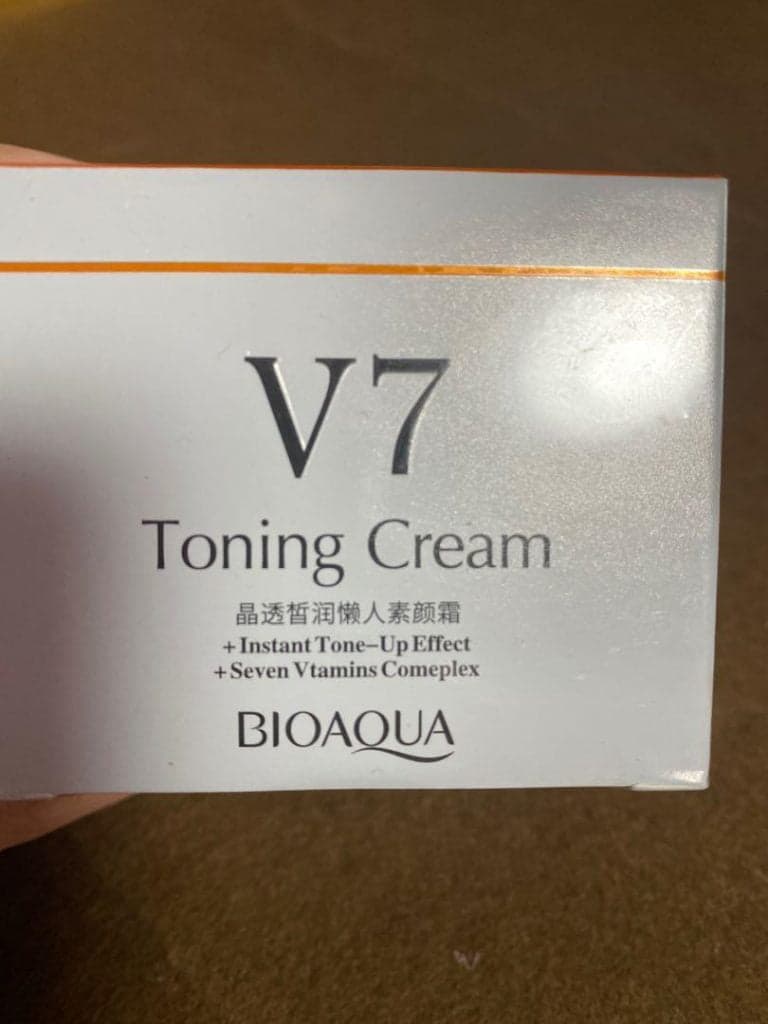 V7
Toning Cream
晶透皙润懒人素颜霜
+Instant Tone-Up Effect
+Seven Vtamins Comeplex
BIOAQUA